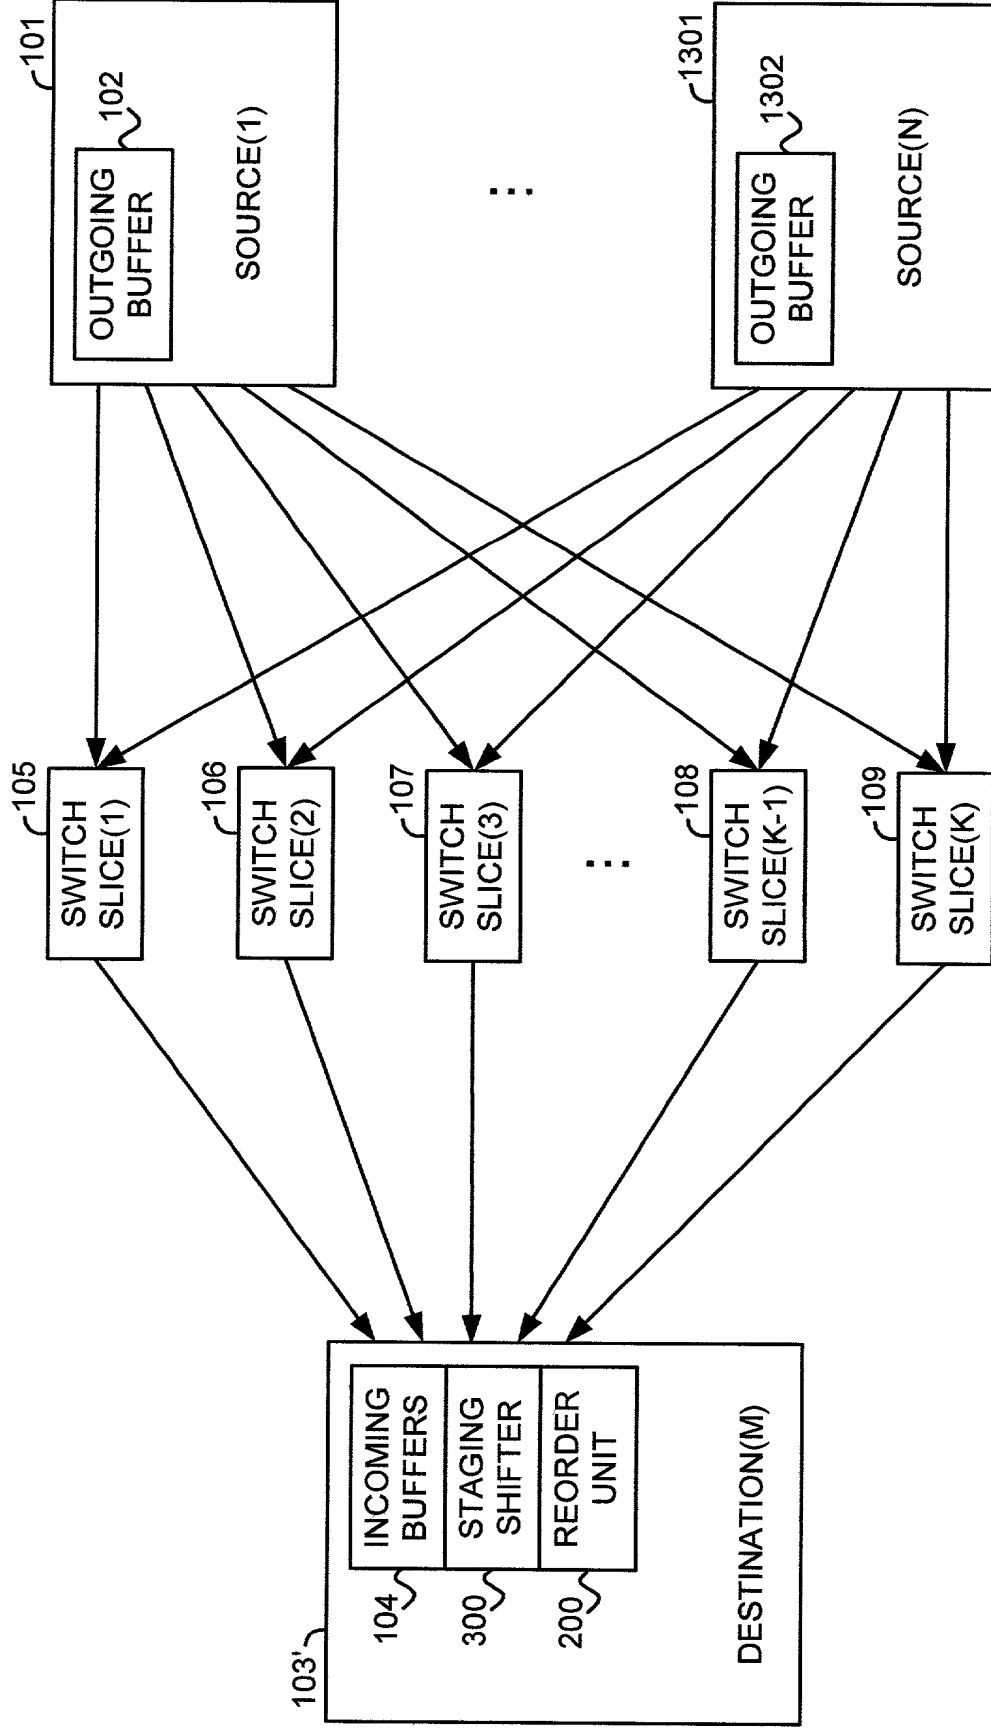 101
OUTGOING
BUFFER
102
SOURCE(1)
...
1301
OUTGOING
BUFFER
1302
SOURCE(N)
105
SWITCH
SLICE(1)
106
SWITCH
SLICE(2)
107
SWITCH
SLICE(3)
...
108
SWITCH
SLICE(K-1)
109
SWITCH
SLICE(K)
103'
INCOMING
BUFFERS
104
STAGING
SHIFTER
300
REORDER
UNIT
200
DESTINATION(M)